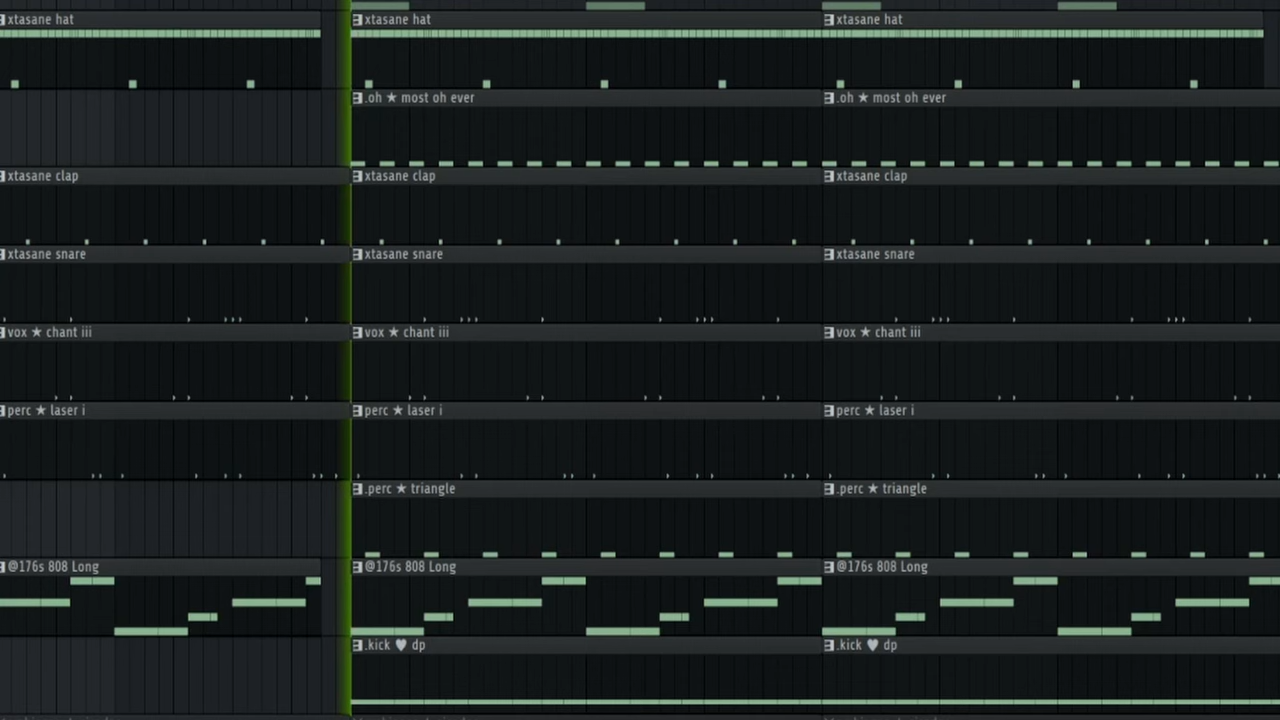 xtasane hat xtasane hat xtasane hat
.oh ★ most oh ever .oh ★ most oh ever
xtasane clap xtasane clap xtasane clap
xtasane snare xtasane snare xtasane snare
vox ★ chant iii vox ★ chant iii vox ★ chant iii
perc ★ laser i perc ★ laser i perc ★ laser i
.perc ★ triangle .perc ★ triangle
@176s 808 Long @176s 808 Long @176s 808 Long
.kick ♥ dp .kick ♥ dp